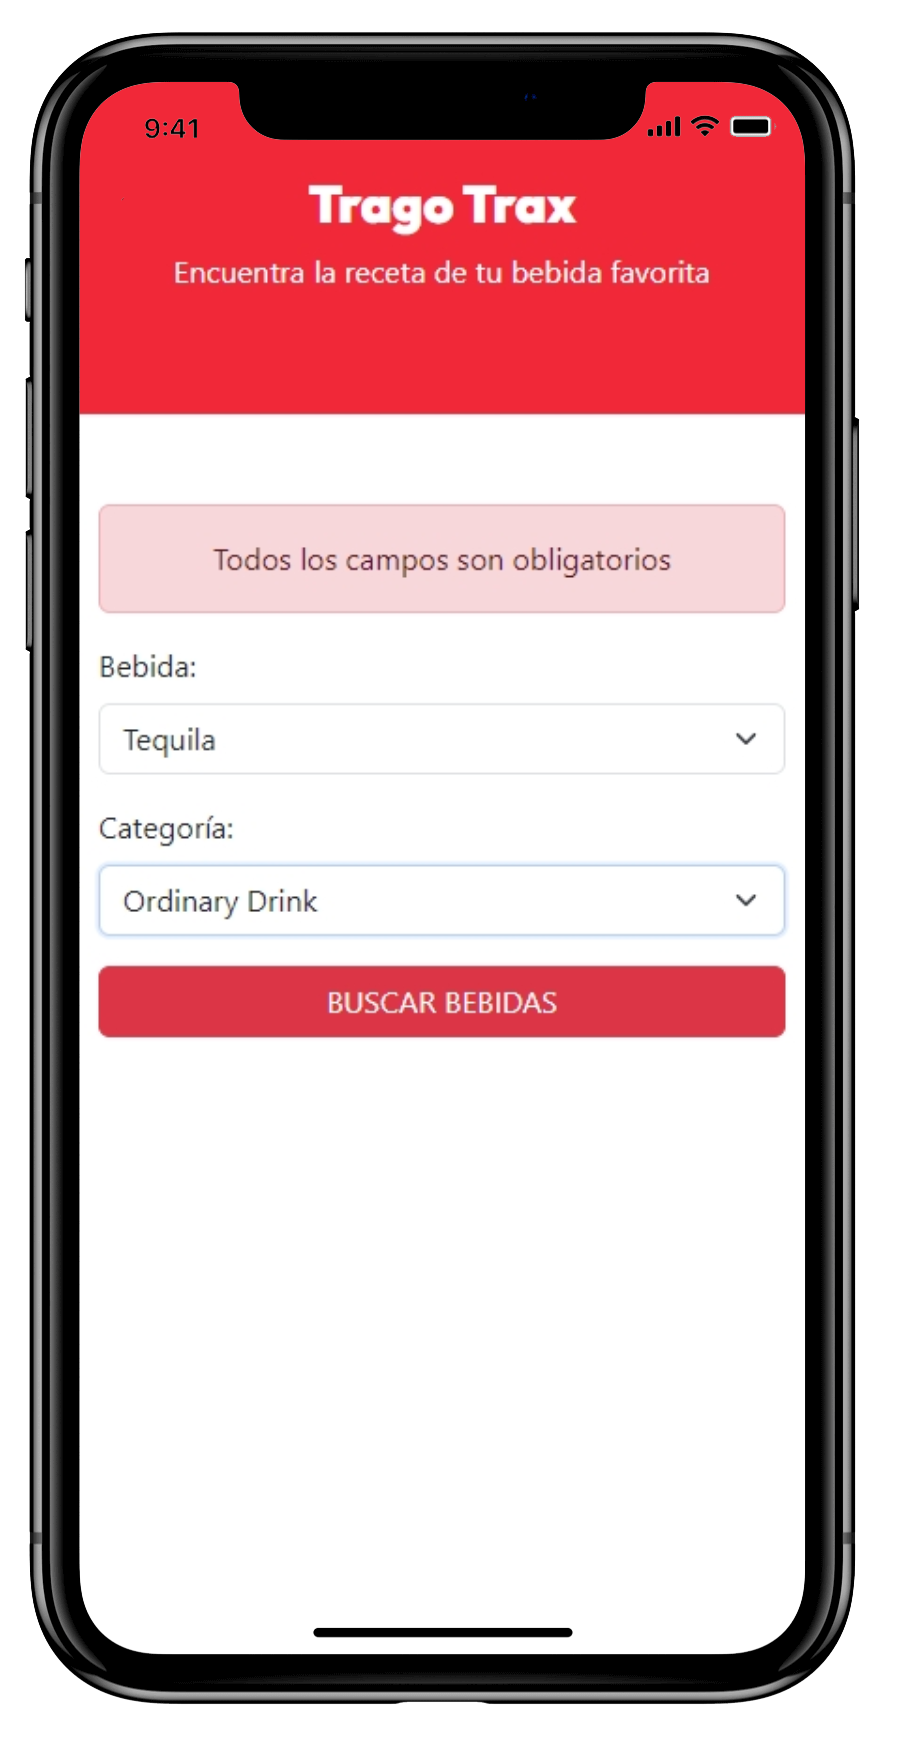 9:41
Trago Trax
Encuentra la receta de tu bebida favorita
Todos los campos son obligatorios
Bebida:
Tequila
Categoría:
Ordinary Drink
BUSCAR BEBIDAS